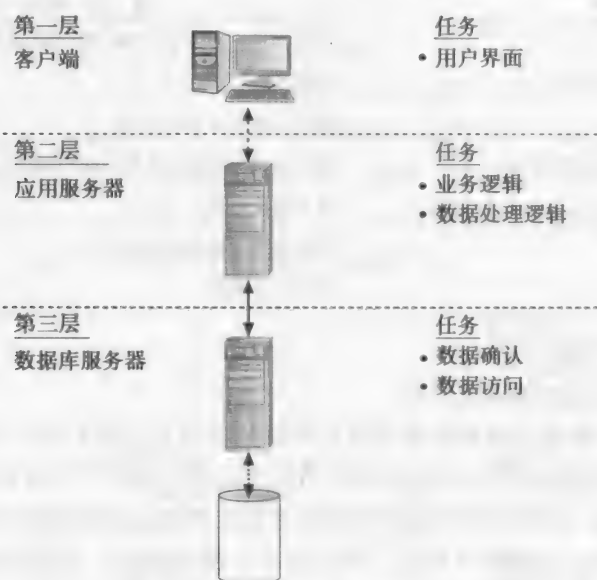 第一层
客户端
任务
• 用户界面
第二层
应用服务器
任务
• 业务逻辑
• 数据处理逻辑
第三层
数据库服务器
任务
• 数据确认
• 数据访问